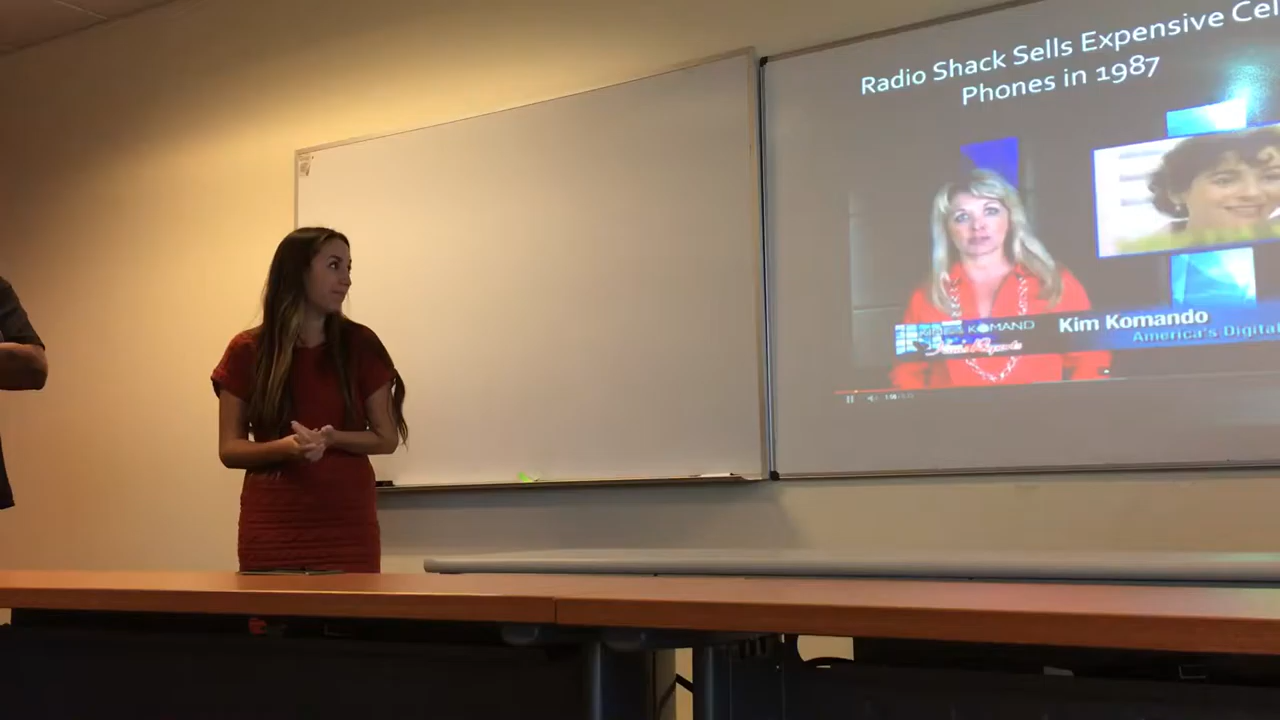 Radio Shack Sells Expensive Cel
Phones in 1987
KOMAND
Kim Komando
America's Digital